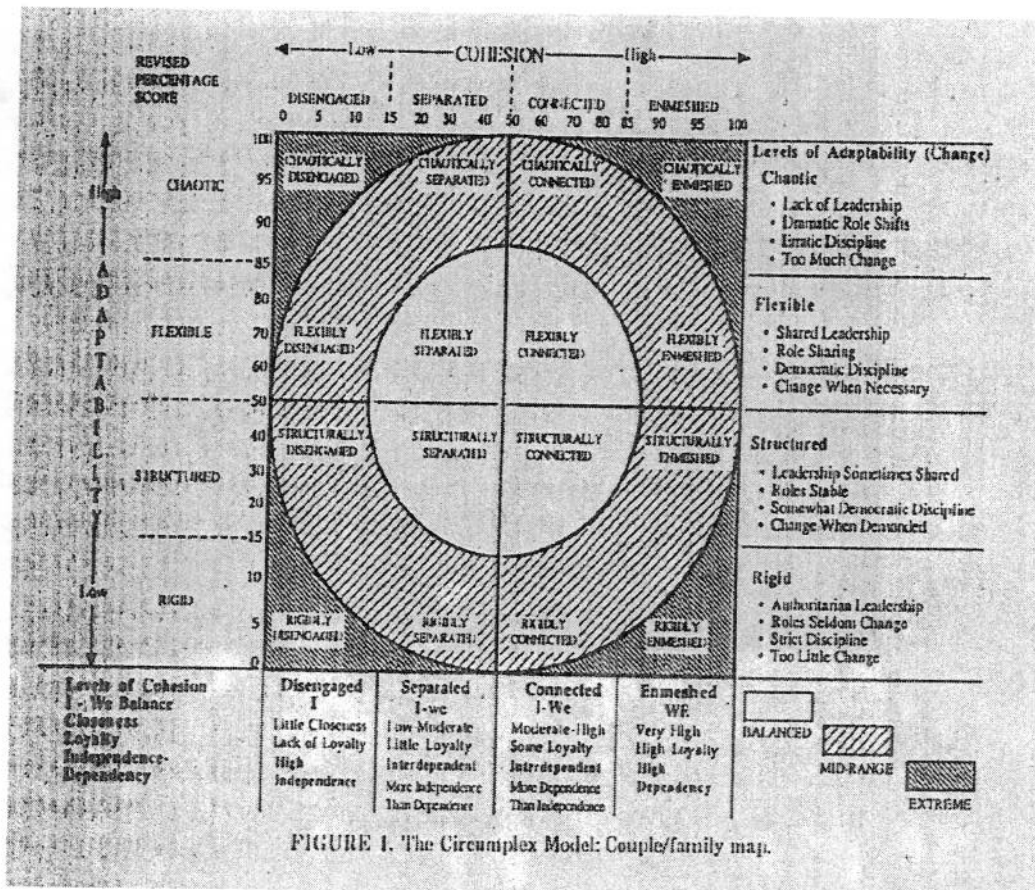 Low COHESION High
REVISED
PERCENTAGE
SCORE
DISENGAGED SEPARATED CONNECTED ENMESHED
0 5 10 15 20 30 40 50 60 70 80 85 90 95 100
ADAPTABILITY
High
Low
CHAOTIC
FLEXIBLE
STRUCTURED
RIGID
100
95
90
85
80
70
60
50
40
30
20
15
10
5
0
CHAOTICALLY
DISENGAGED
CHAOTICALLY
SEPARATED
CHAOTICALLY
CONNECTED
CHAOTICALLY
ENMESHED
FLEXIBLY
DISENGAGED
FLEXIBLY
SEPARATED
FLEXIBLY
CONNECTED
FLEXIBLY
ENMESHED
STRUCTURALLY
DISENGAGED
STRUCTURALLY
SEPARATED
STRUCTURALLY
CONNECTED
STRUCTURALLY
ENMESHED
RIGIDLY
DISENGAGED
RIGIDLY
SEPARATED
RIGIDLY
CONNECTED
RIGIDLY
ENMESHED
Levels of Adaptability (Change)
Chaotic
• Lack of Leadership
• Dramatic Role Shifts
• Erratic Discipline
• Too Much Change
Flexible
• Shared Leadership
• Role Sharing
• Democratic Discipline
• Change When Necessary
Structured
• Leadership Sometimes Shared
• Roles Stable
• Somewhat Democratic Discipline
• Change When Demanded
Rigid
• Authoritarian Leadership
• Roles Seldom Change
• Strict Discipline
• Too Little Change
Levels of Cohesion
I - We Balance
Closeness
Loyalty
Independence-
Dependency
Disengaged
I
Little Closeness
Lack of Loyalty
High
Independence
Separated
I-we
Low-Moderate
Little Loyalty
Interdependent
More Independence
Than Dependence
Connected
I-We
Moderate-High
Some Loyalty
Interdependent
More Dependence
Than Independence
Enmeshed
WE
Very High
High Loyalty
High
Dependency
BALANCED
MID-RANGE
EXTREME
FIGURE 1. The Circumplex Model: Couple/family map.